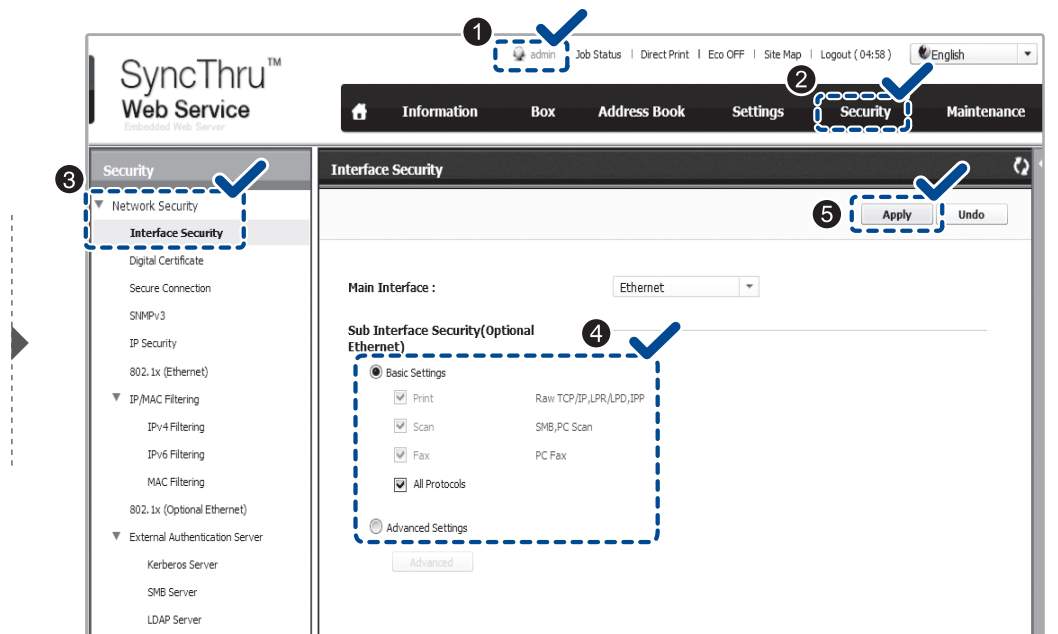 1
admin
Job Status | Direct Print | Eco OFF | Site Map | Logout ( 04:58 )
English
SyncThru™
Web Service
Embedded Web Server
2
Information Box Address Book Settings Security Maintenance
3
Security
Network Security
Interface Security
Digital Certificate
Secure Connection
SNMPv3
IP Security
802.1x (Ethernet)
IP/MAC Filtering
IPv4 Filtering
IPv6 Filtering
MAC Filtering
802.1x (Optional Ethernet)
External Authentication Server
Kerberos Server
SMB Server
LDAP Server
Interface Security
5
Apply Undo
Main Interface : Ethernet
Sub Interface Security(Optional
Ethernet)
4
Basic Settings
Print Raw TCP/IP,LPR/LPD,IPP
Scan SMB,PC Scan
Fax PC Fax
All Protocols
Advanced Settings
Advanced